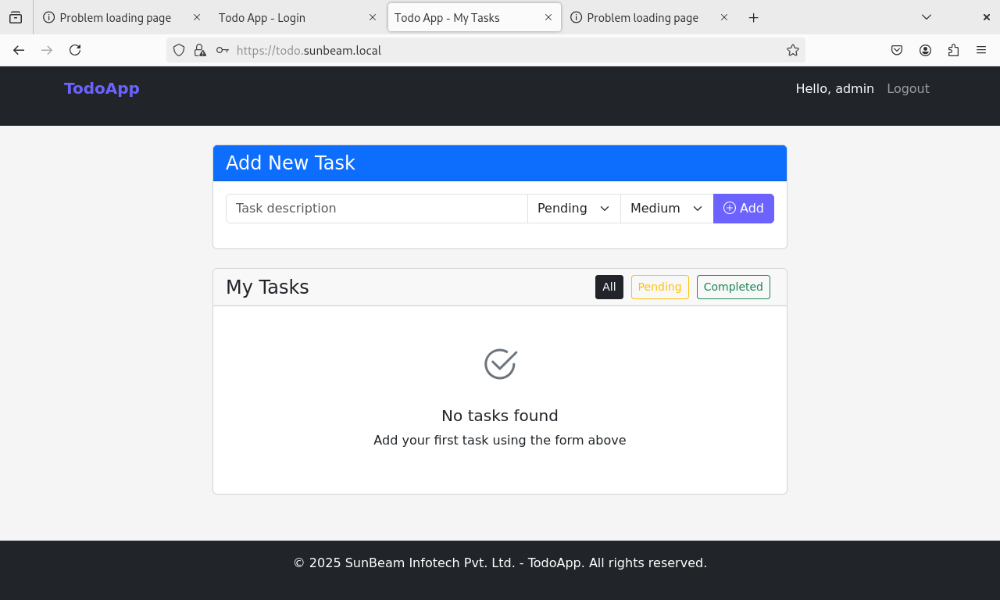 Problem loading page
Todo App - Login
Todo App - My Tasks
Problem loading page
https://todo.sunbeam.local
TodoApp
Hello, admin
Logout
Add New Task
Task description
Pending
Medium
Add
My Tasks
All
Pending
Completed
No tasks found
Add your first task using the form above
© 2025 SunBeam Infotech Pvt. Ltd. - TodoApp. All rights reserved.